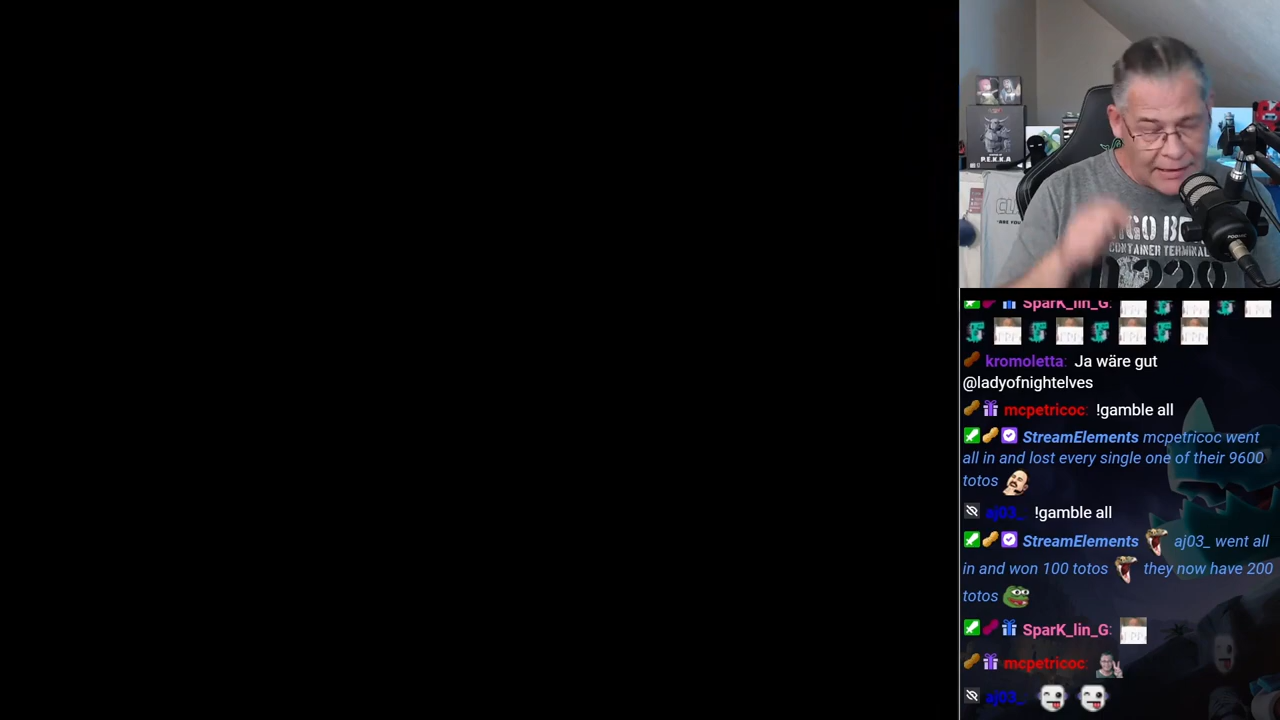 P.E.K.K.A
CONTAINER TERMINAL
SparK_lin_G:
kromoletta: Ja wäre gut
@ladyofnightelves
mcpetricoc: !gamble all
StreamElements mcpetricoc went
all in and lost every single one of their 9600
totos
aj03_ !gamble all
StreamElements aj03_ went all
in and won 100 totos they now have 200
totos
SparK_lin_G:
mcpetricoc:
aj03_